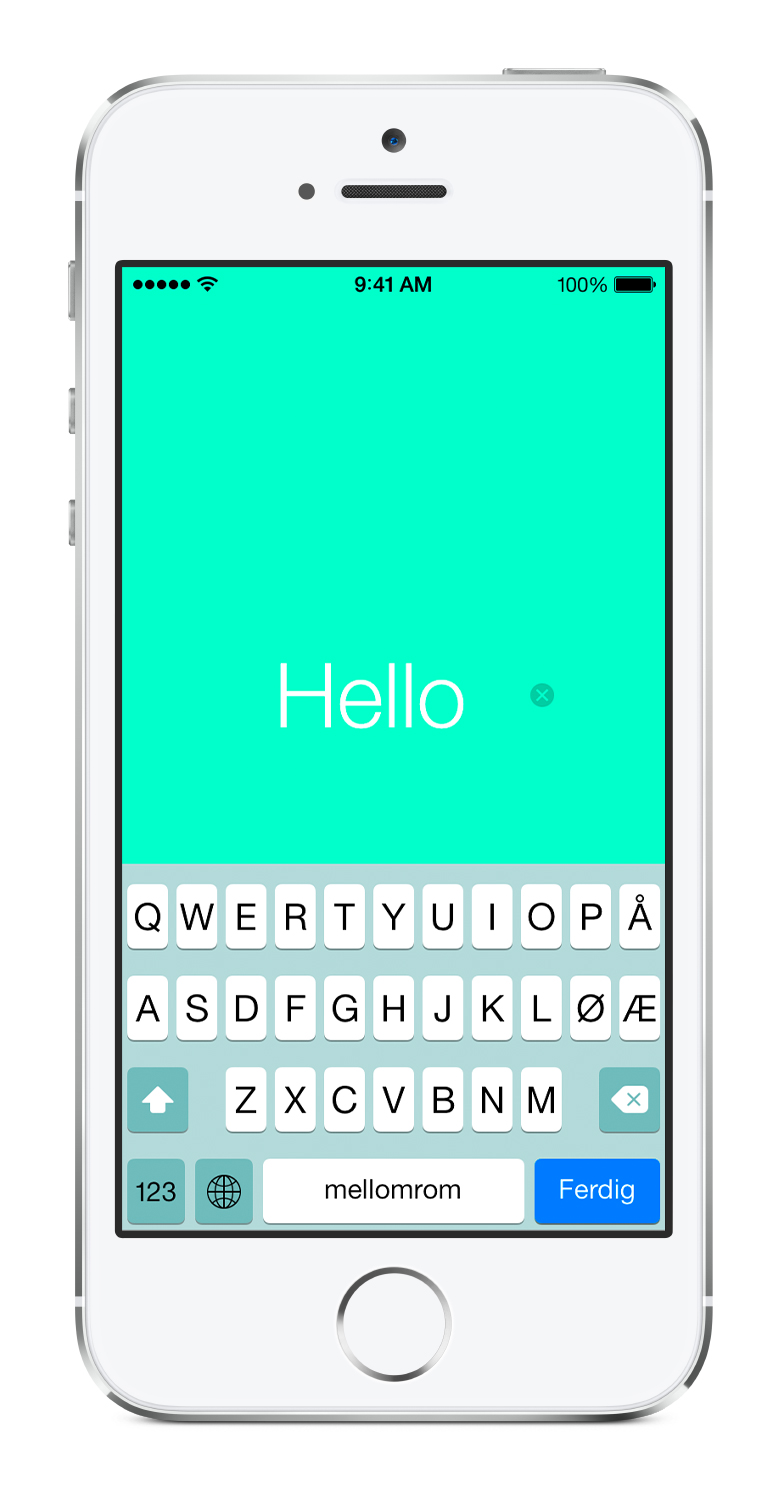 9:41 AM 100%
Hello
Q W E R T Y U I O P Å
A S D F G H J K L Ø Æ
Z X C V B N M
123 mellomrom Ferdig